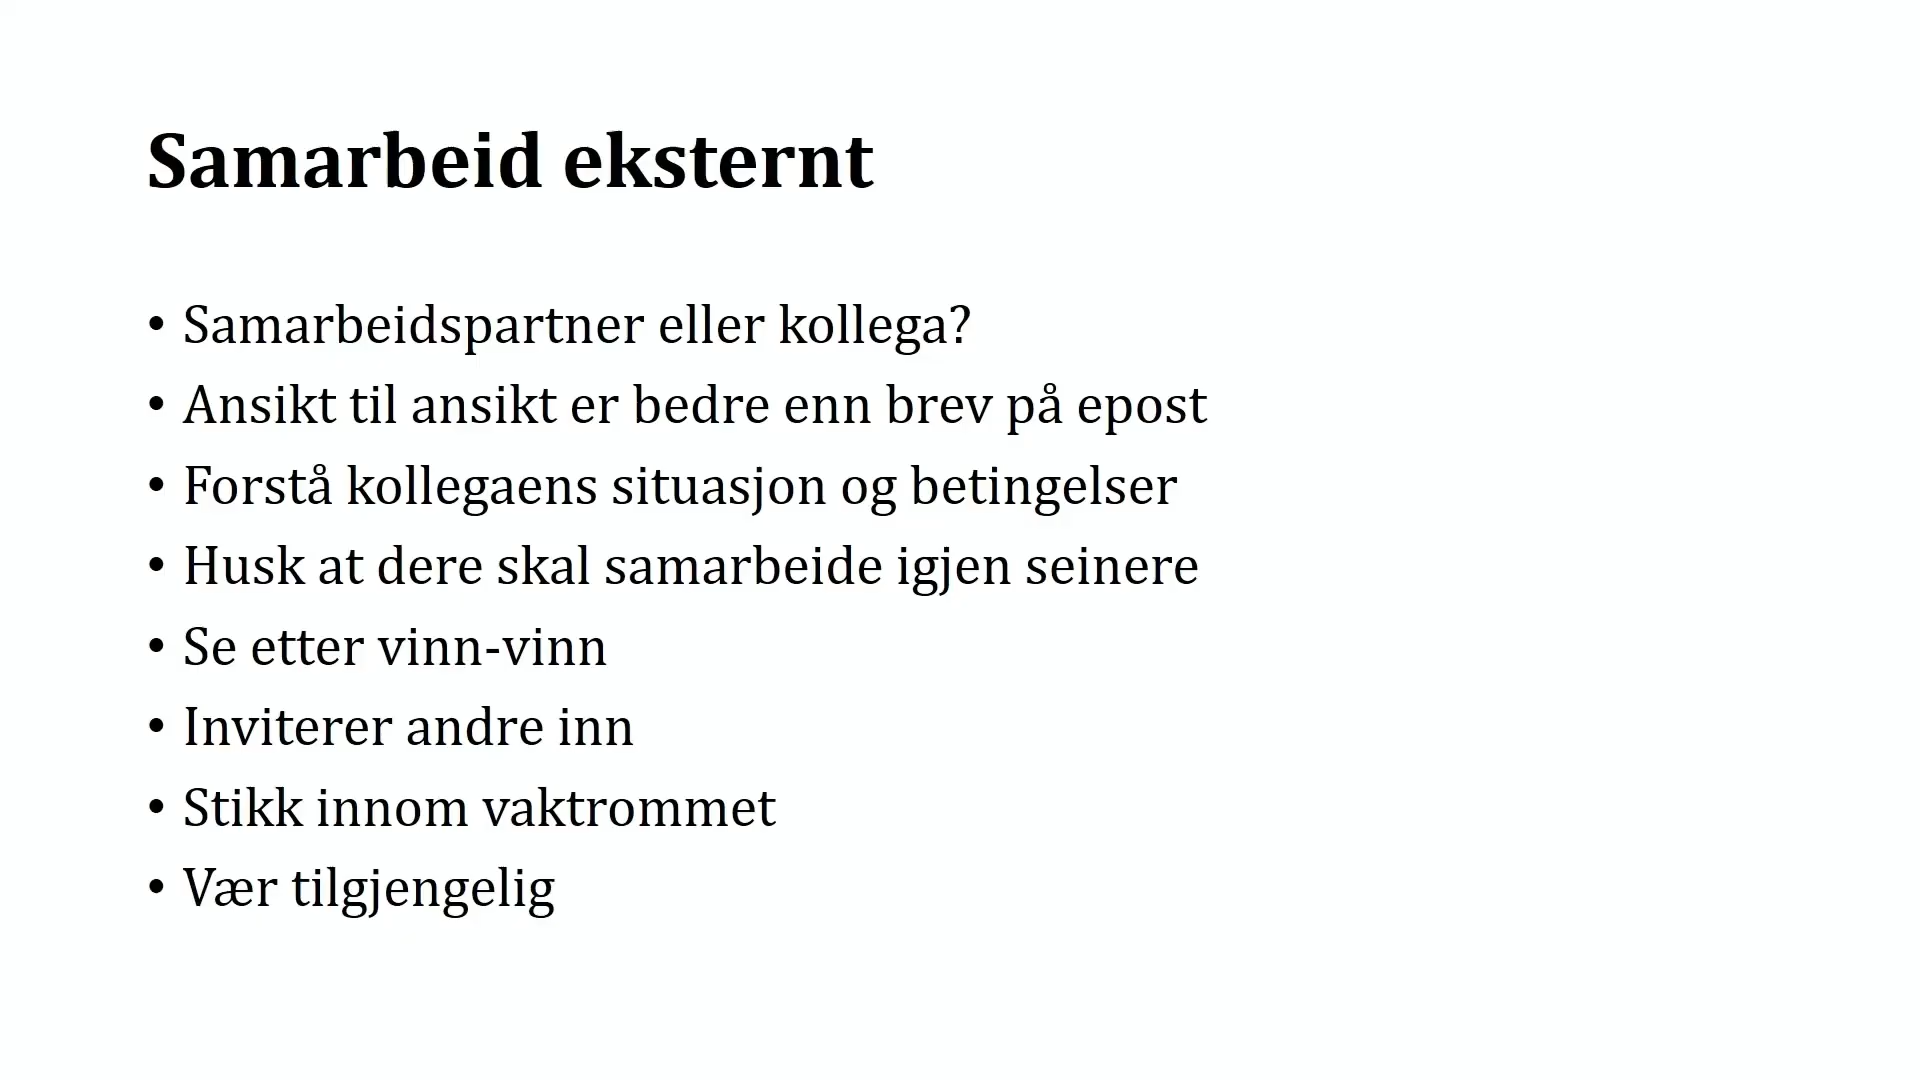 Samarbeid eksternt
• Samarbeidspartner eller kollega?
• Ansikt til ansikt er bedre enn brev på epost
• Forstå kollegaens situasjon og betingelser
• Husk at dere skal samarbeide igjen seinere
• Se etter vinn-vinn
• Inviterer andre inn
• Stikk innom vaktrommet
• Vær tilgjengelig